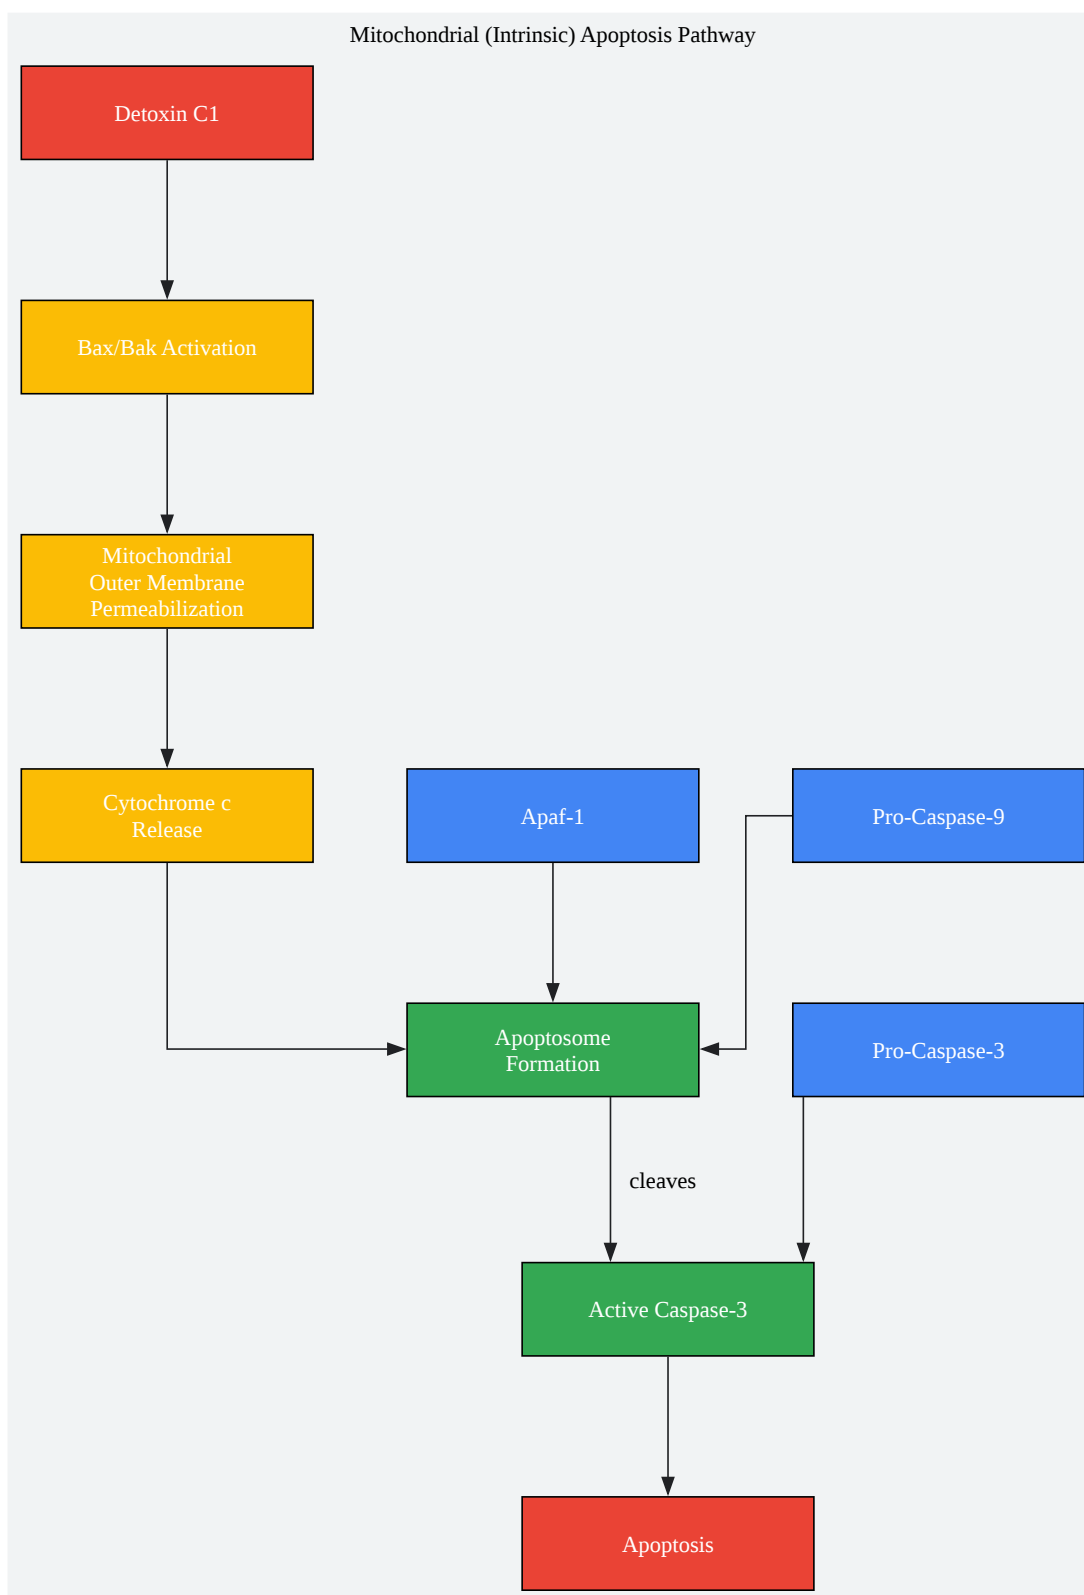 Mitochondrial (Intrinsic) Apoptosis Pathway
Detoxin C1
Bax/Bak Activation
Mitochondrial
Outer Membrane
Permeabilization
Cytochrome c
Release
Apaf-1
Pro-Caspase-9
Apoptosome
Formation
Pro-Caspase-3
cleaves
Active Caspase-3
Apoptosis